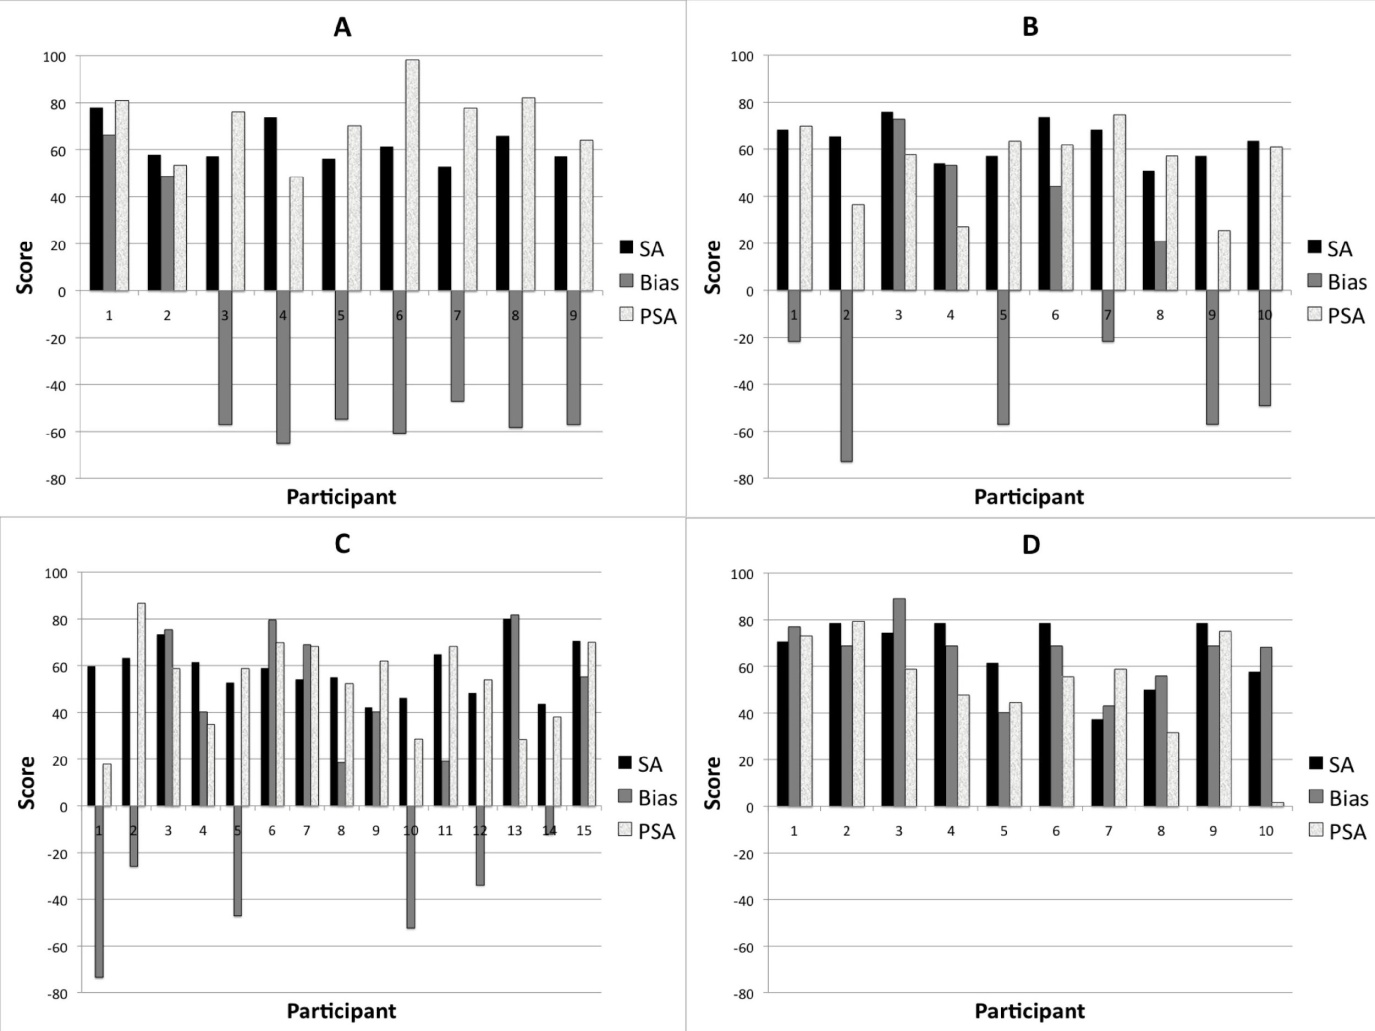 A
100
80
60
40
20
0
-20
-40
-60
-80
Score
1 2 3 4 5 6 7 8 9
Participant
SA
Bias
PSA
B
100
80
60
40
20
0
-20
-40
-60
-80
Score
1 2 3 4 5 6 7 8 9 10
Participant
SA
Bias
PSA
C
100
80
60
40
20
0
-20
-40
-60
-80
Score
1 2 3 4 5 6 7 8 9 10 11 12 13 14 15
Participant
SA
Bias
PSA
D
100
80
60
40
20
0
-20
-40
-60
-80
Score
1 2 3 4 5 6 7 8 9 10
Participant
SA
Bias
PSA